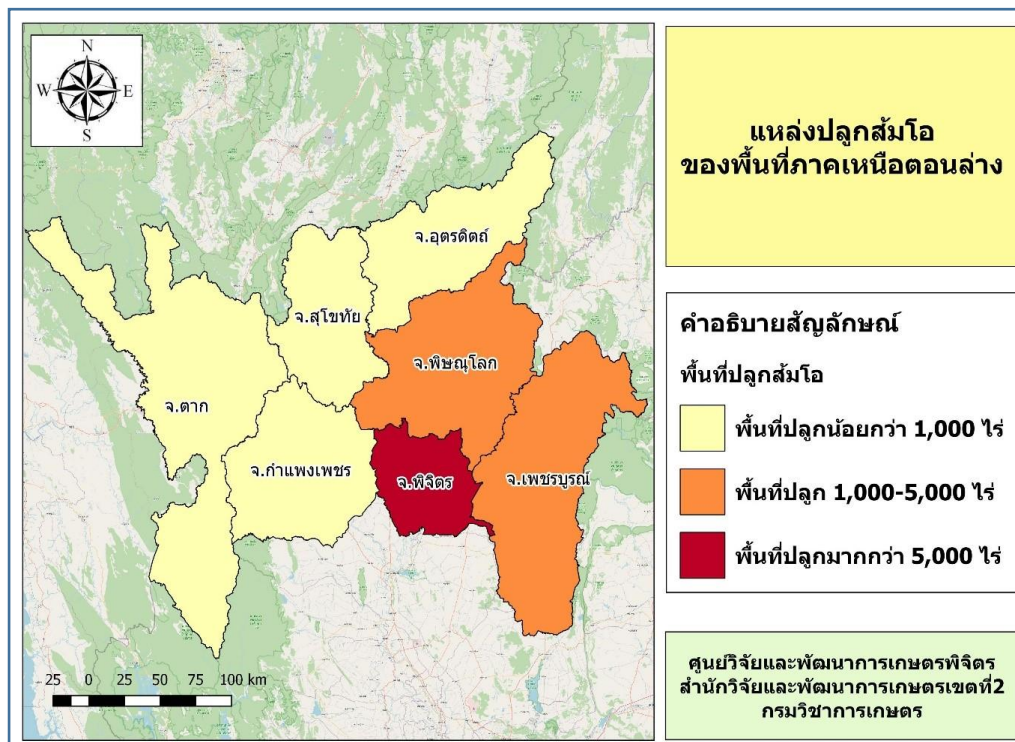 N
W E
S
จ.อุตรดิตถ์
จ.สุโขทัย
จ.พิษณุโลก
จ.ตาก
จ.กำแพงเพชร
จ.พิจิตร
จ.เพชรบูรณ์
25 0 25 50 75 100 km
แหล่งปลูกส้มโอ
ของพื้นที่ภาคเหนือตอนล่าง
คำอธิบายสัญลักษณ์
พื้นที่ปลูกส้มโอ
พื้นที่ปลูกน้อยกว่า 1,000 ไร่
พื้นที่ปลูก 1,000-5,000 ไร่
พื้นที่ปลูกมากกว่า 5,000 ไร่
ศูนย์วิจัยและพัฒนาการเกษตรพิจิตร
สำนักวิจัยและพัฒนาการเกษตรเขตที่2
กรมวิชาการเกษตร